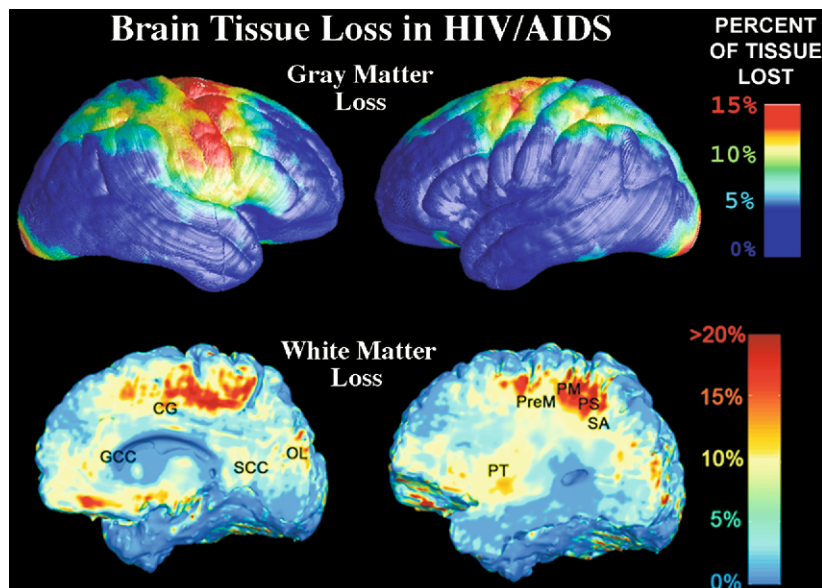 Brain Tissue Loss in HIV/AIDS
PERCENT
OF TISSUE
LOST
Gray Matter
Loss
15%
10%
5%
0%
White Matter
Loss
>20%
15%
10%
5%
0%
CG
GCC
SCC
OL
PreM
PM
PS
SA
PT